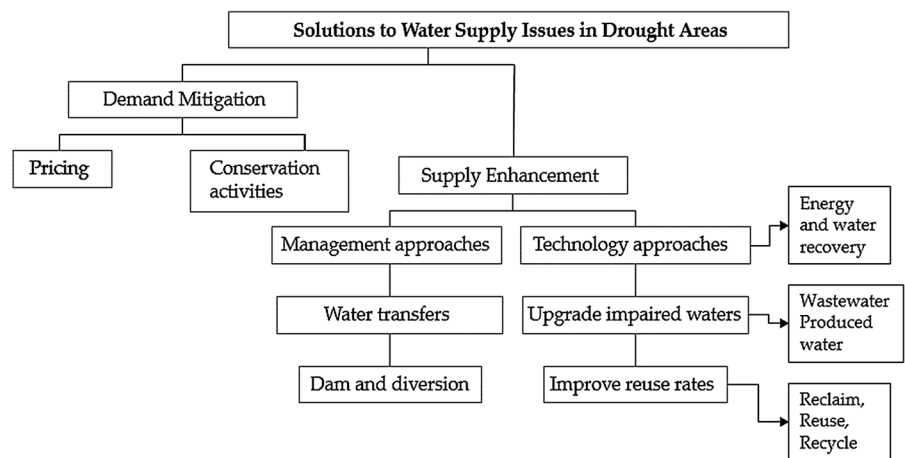 Solutions to Water Supply Issues in Drought Areas
Demand Mitigation
Pricing
Conservation
activities
Supply Enhancement
Management approaches
Technology approaches
Energy
and water
recovery
Water transfers
Upgrade impaired waters
Wastewater
Produced
water
Dam and diversion
Improve reuse rates
Reclaim,
Reuse,
Recycle